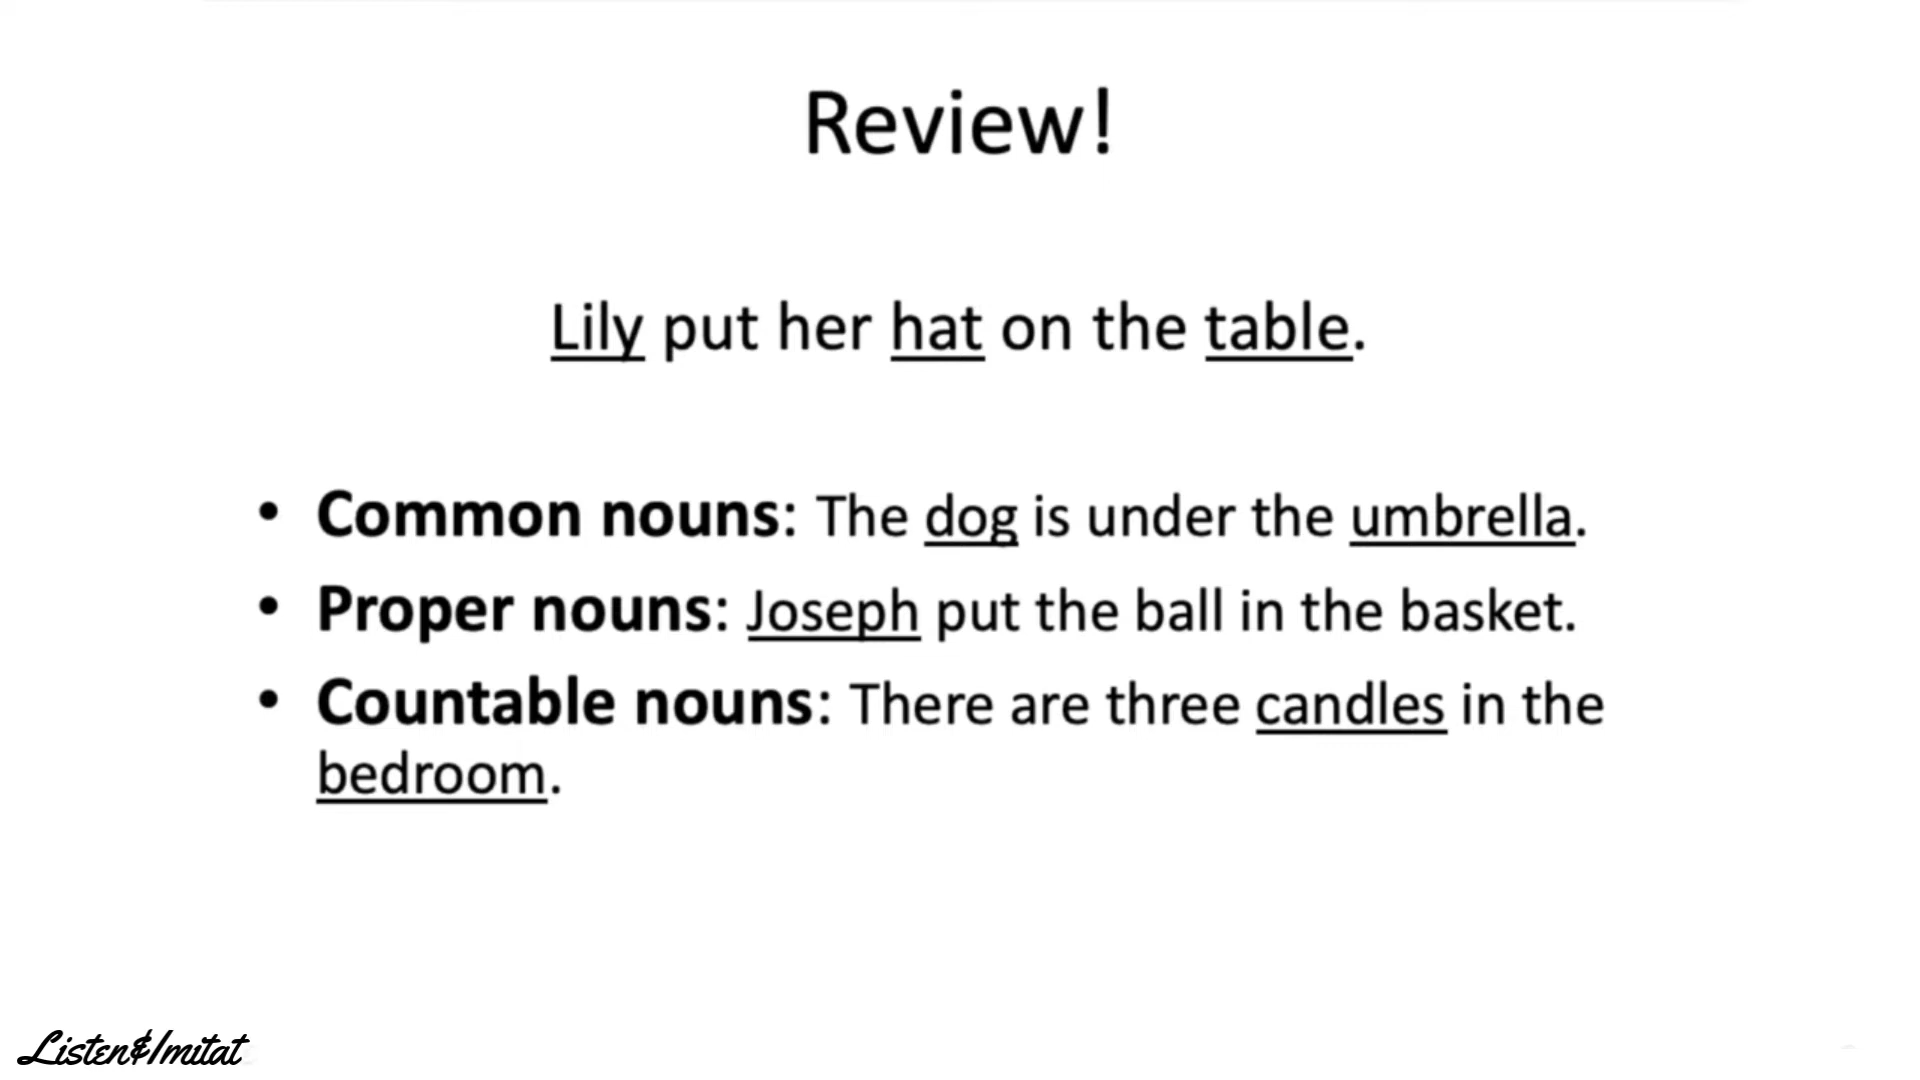 Review!
Lily put her hat on the table.
• Common nouns: The dog is under the umbrella.
• Proper nouns: Joseph put the ball in the basket.
• Countable nouns: There are three candles in the
bedroom.
Listen&Imitat